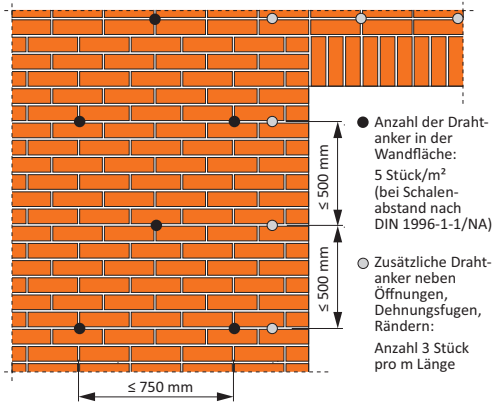 ≤ 500 mm
≤ 500 mm
≤ 750 mm
Anzahl der Draht-
anker in der
Wandfläche:
5 Stück/m²
(bei Schalen-
abstand nach
DIN 1996-1-1/NA)
Zusätzliche Draht-
anker neben
Öffnungen,
Dehnungsfugen,
Rändern:
Anzahl 3 Stück
pro m Länge